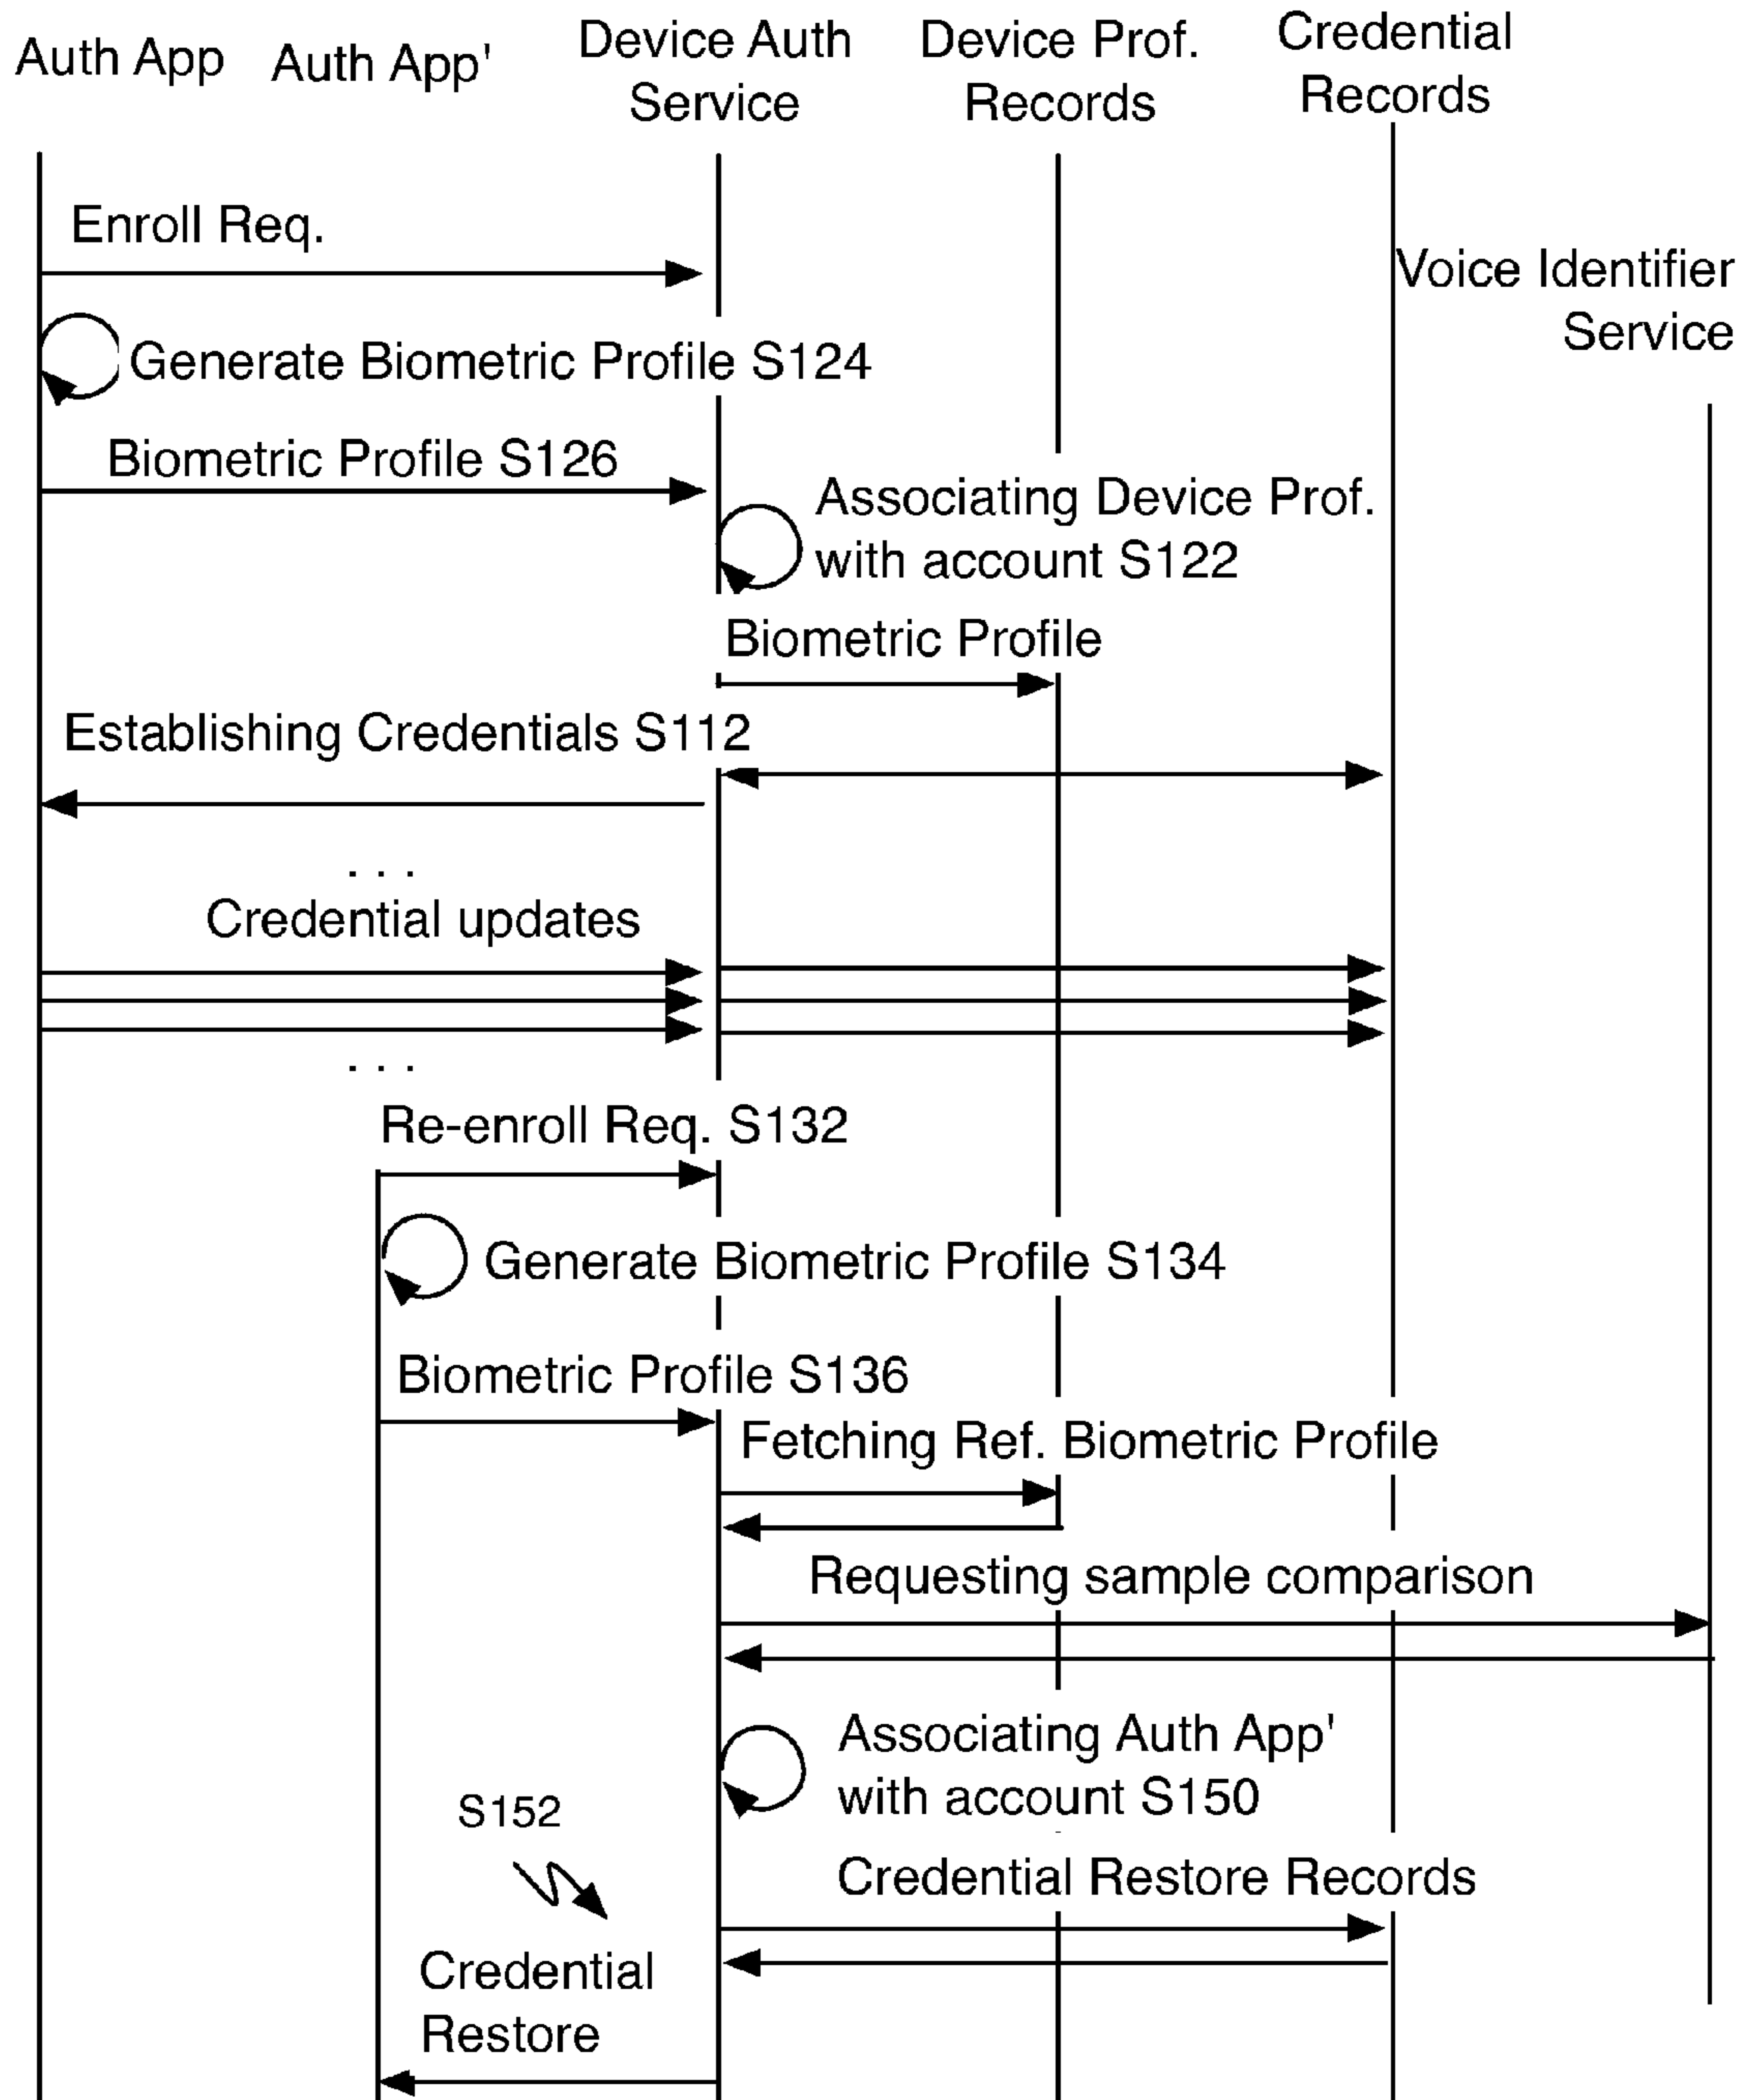 Auth App
Auth App'
Device Auth
Service
Device Prof.
Records
Credential
Records
Enroll Req.
Voice Identifier
Service
Generate Biometric Profile S124
Biometric Profile S126
Associating Device Prof.
with account S122
Biometric Profile
Establishing Credentials S112
. . .
Credential updates
. . .
Re-enroll Req. S132
Generate Biometric Profile S134
Biometric Profile S136
Fetching Ref. Biometric Profile
Requesting sample comparison
Associating Auth App'
with account S150
S152
Credential Restore Records
Credential
Restore